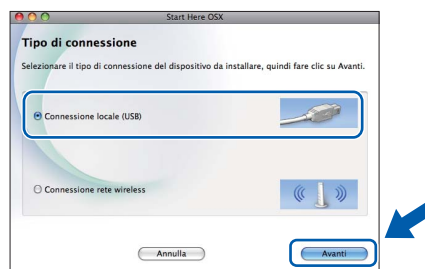 Start Here OSX
Tipo di connessione
Selezionare il tipo di connessione del dispositivo da installare, quindi fare clic su Avanti.
Connessione locale (USB)
Connessione rete wireless
Annulla
Avanti